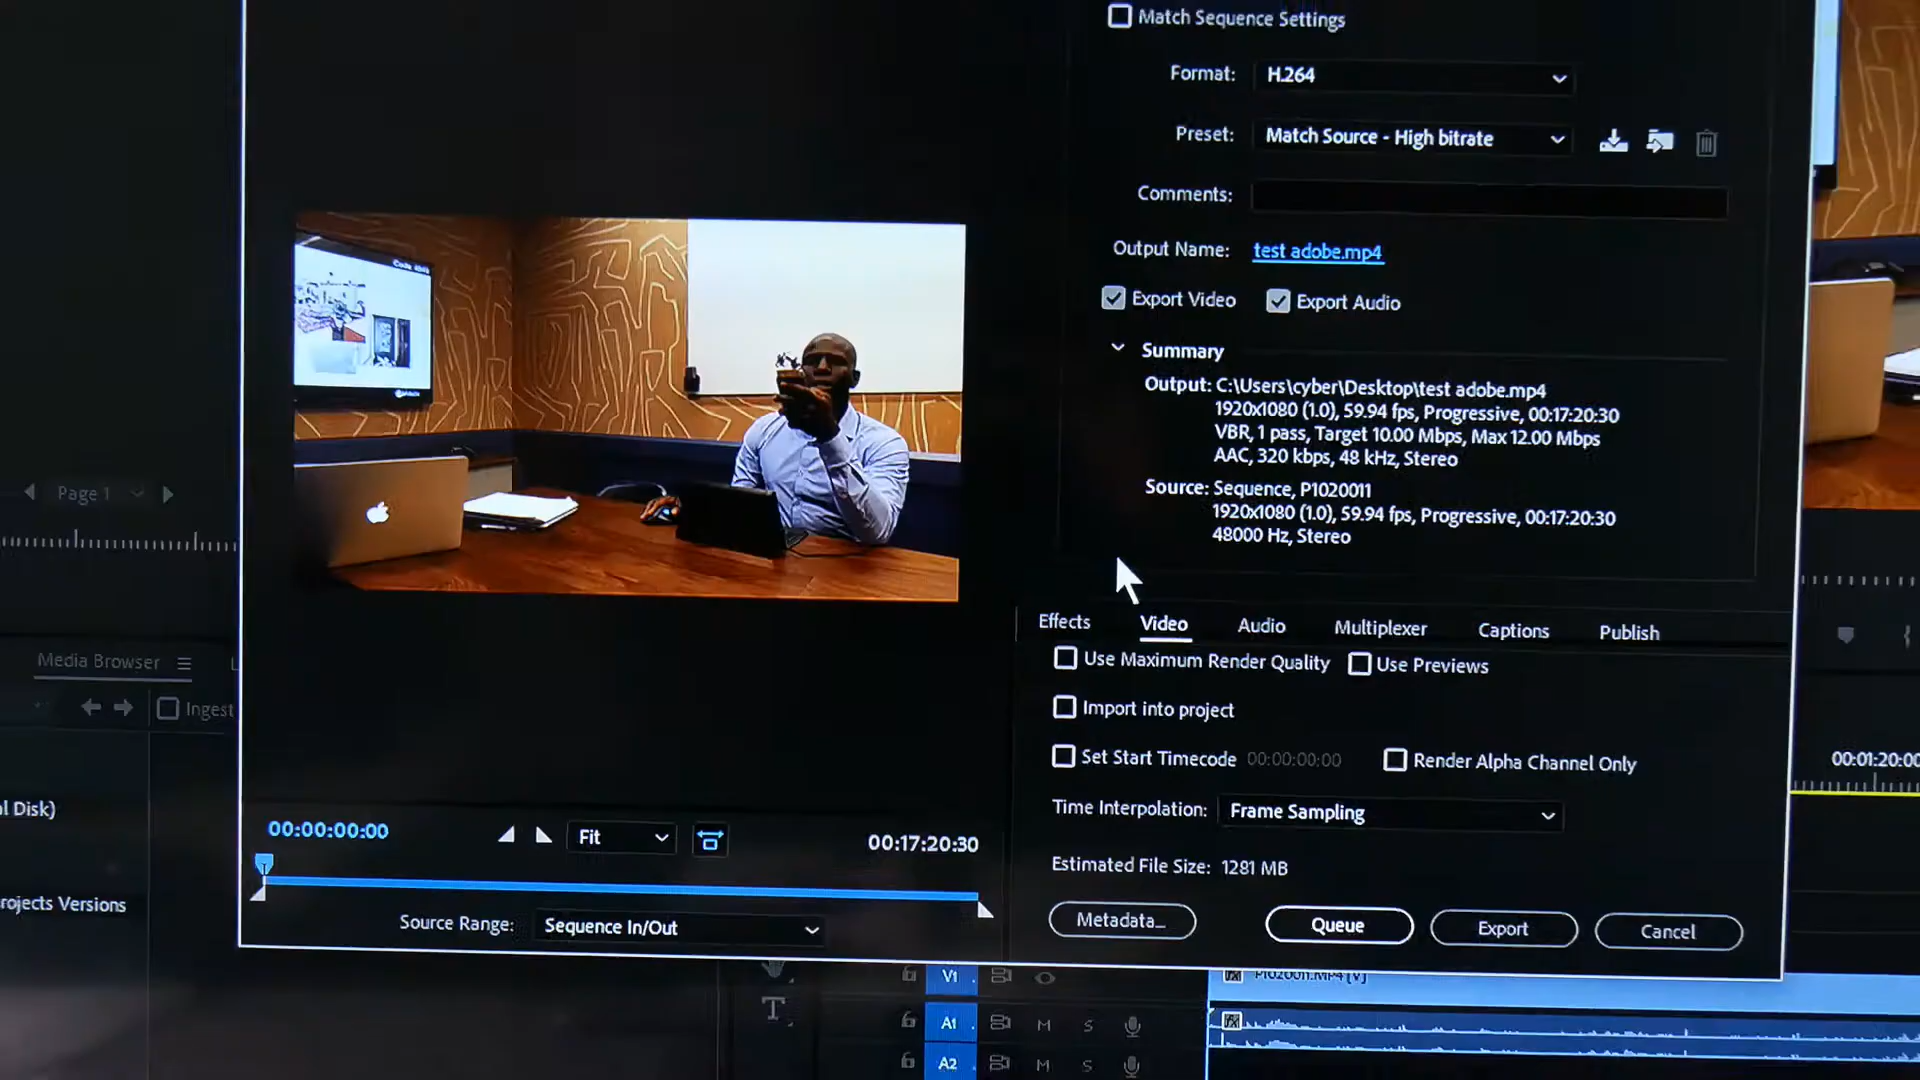 Match Sequence Settings
Format: H.264
Preset: Match Source - High bitrate
Comments:
Output Name: test adobe.mp4
Export Video Export Audio
Summary
Output: C:\Users\cyber\Desktop\test adobe.mp4
1920x1080 (1.0), 59.94 fps, Progressive, 00:17:20:30
VBR, 1 pass, Target 10.00 Mbps, Max 12.00 Mbps
AAC, 320 kbps, 48 kHz, Stereo
Source: Sequence, P1020011
1920x1080 (1.0), 59.94 fps, Progressive, 00:17:20:30
48000 Hz, Stereo
Effects Video Audio Multiplexer Captions Publish
Use Maximum Render Quality Use Previews
Import into project
Set Start Timecode 00:00:00:00 Render Alpha Channel Only
Time Interpolation: Frame Sampling
Estimated File Size: 1281 MB
Metadata... Queue Export Cancel
00:00:00:00 Fit 00:17:20:30
Source Range: Sequence In/Out
Page 1
Media Browser
Ingest
l Disk)
rojects Versions
00:01:20:00
V1 P1020011.MP4 [V]
A1 M S
A2 M S
T